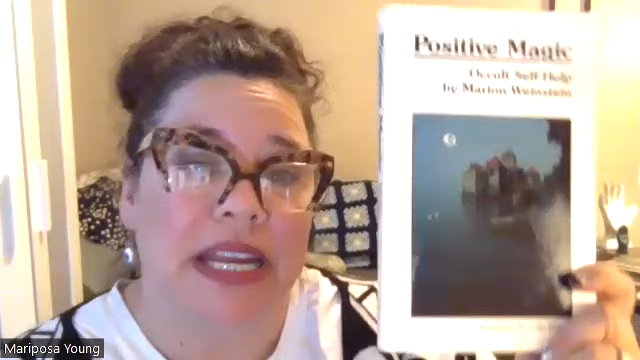 Positive Magic
Occult Self-Help
by Marion Weinstein
Mariposa Young